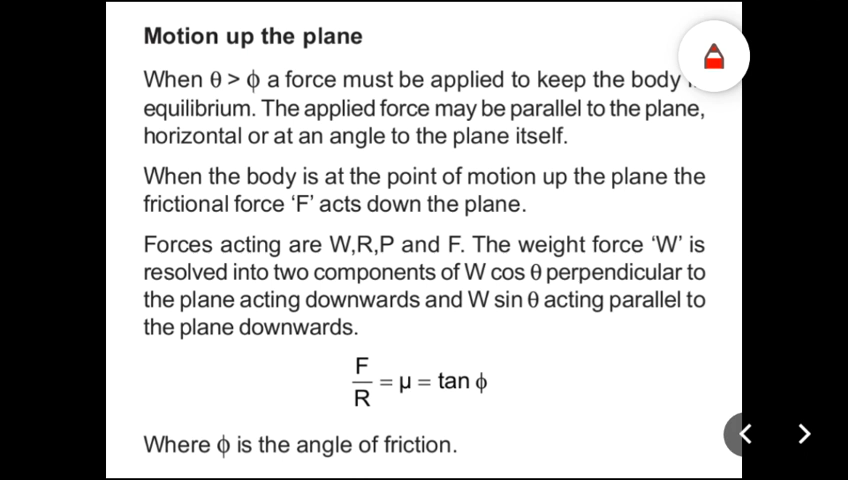 Motion up the plane
When θ > ϕ a force must be applied to keep the body
equilibrium. The applied force may be parallel to the plane,
horizontal or at an angle to the plane itself.
When the body is at the point of motion up the plane the
frictional force ‘F’ acts down the plane.
Forces acting are W,R,P and F. The weight force ‘W’ is
resolved into two components of W cos θ perpendicular to
the plane acting downwards and W sin θ acting parallel to
the plane downwards.
F
— = μ = tan ϕ
R
Where ϕ is the angle of friction.